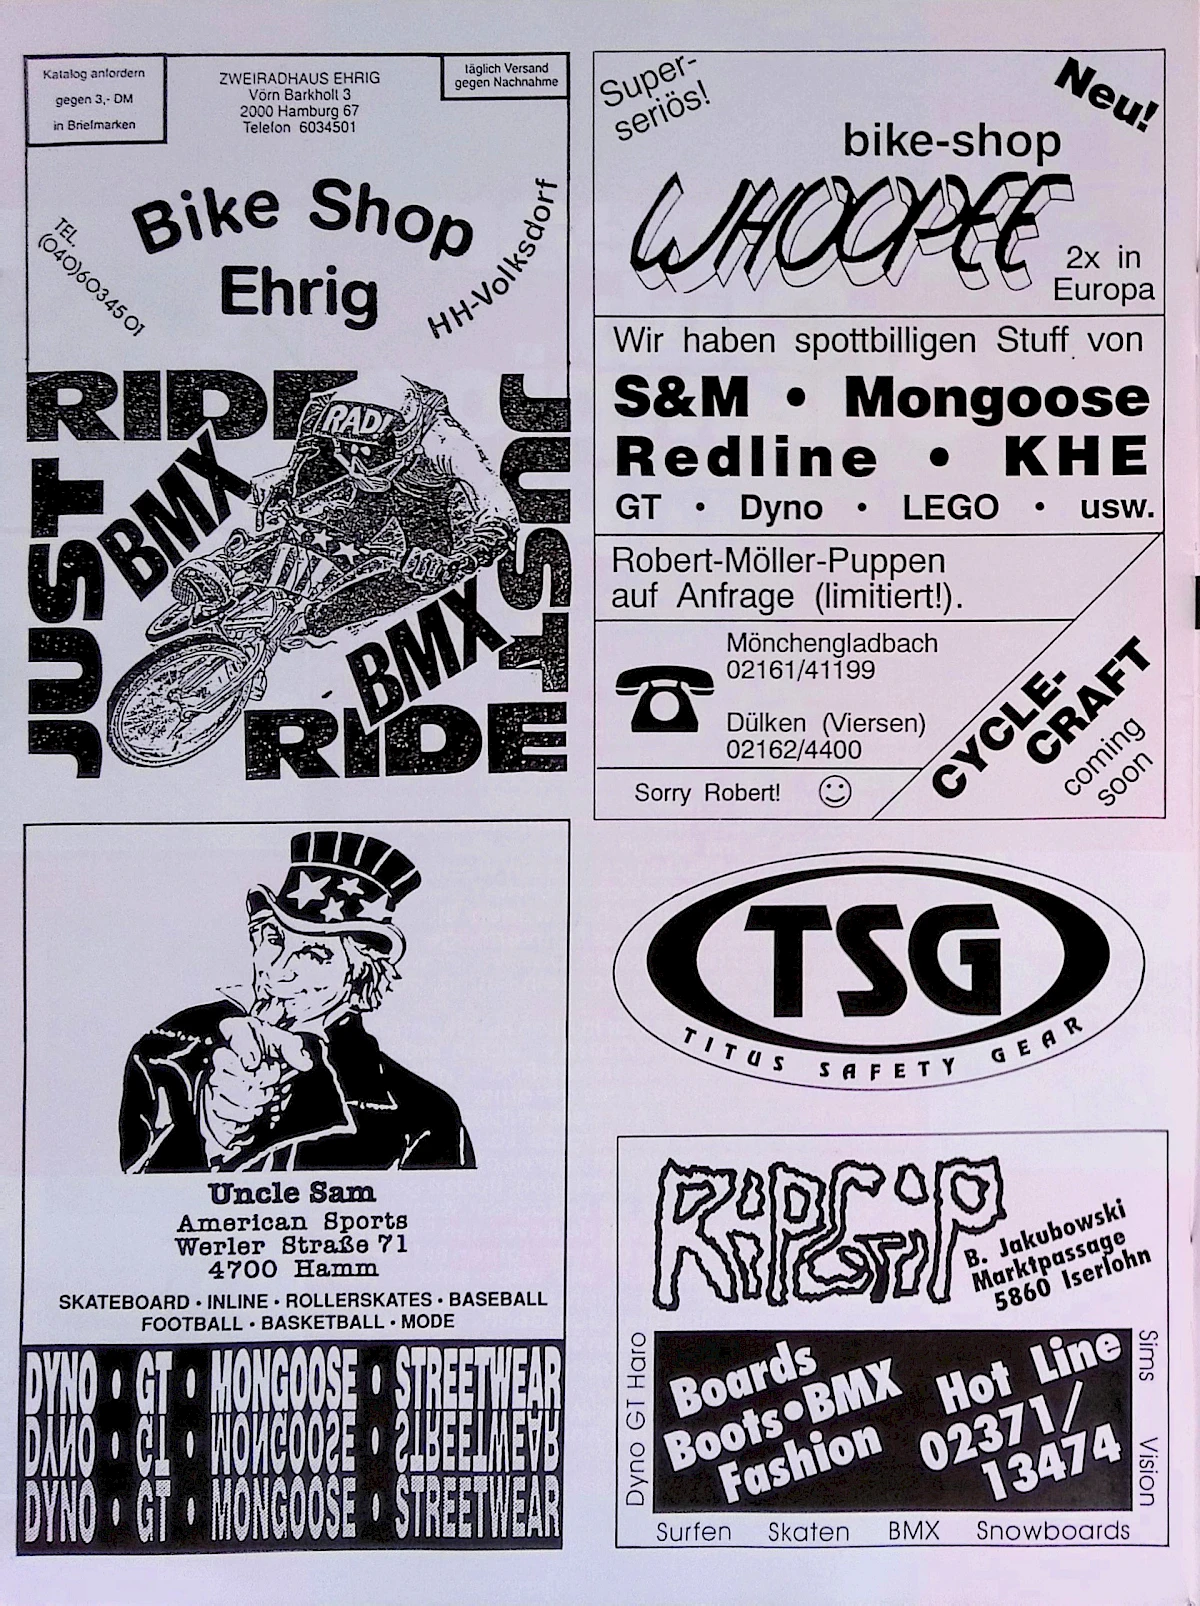 Katalog anfordern
gegen 3,- DM
in Briefmarken
ZWEIRADHAUS EHRIG
Vörn Barkholt 3
2000 Hamburg 67
Telefon 6034501
täglich Versand
gegen Nachnahme
Bike Shop
Ehrig
TEL.
(040)6034501
HH-Volksdorf
JUST RIDE
BMX
RAD!
JUST RIDE
BMX
Super-
seriös!
Neu!
bike-shop
WHOOPEE
2x in
Europa
Wir haben spottbilligen Stuff von
S&M • Mongoose
Redline • KHE
GT • Dyno • LEGO • usw.
Robert-Möller-Puppen
auf Anfrage (limitiert!).
Mönchengladbach
02161/41199
Dülken (Viersen)
02162/4400
Sorry Robert!
CYCLE-
CRAFT
coming
soon
Uncle Sam
American Sports
Werler Straße 71
4700 Hamm
SKATEBOARD • INLINE • ROLLERSKATES • BASEBALL
FOOTBALL • BASKETBALL • MODE
DYNO • GT • MONGOOSE • STREETWEAR
DYNO • GT • MONGOOSE • STREETWEAR
DYNO • GT • MONGOOSE • STREETWEAR
TSG
TITUS SAFETY GEAR
RIPGRIP
B. Jakubowski
Marktpassage
5860 Iserlohn
Dyno GT Haro
Boards
Boots•BMX
Fashion
Hot Line
02371/
13474
Sims Vision
Surfen Skaten BMX Snowboards